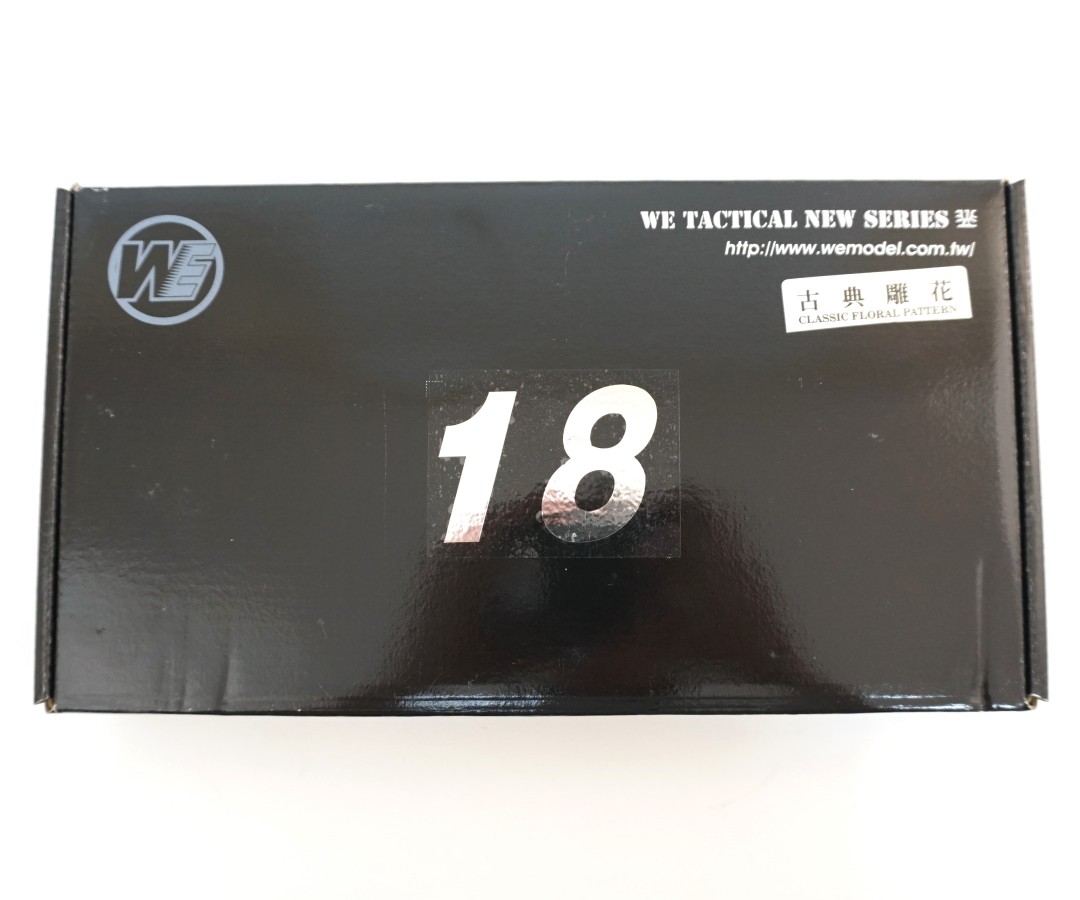 WE
WE TACTICAL NEW SERIES
http://www.wemodel.com.tw/
古典雕花
CLASSIC FLORAL PATTERN
18